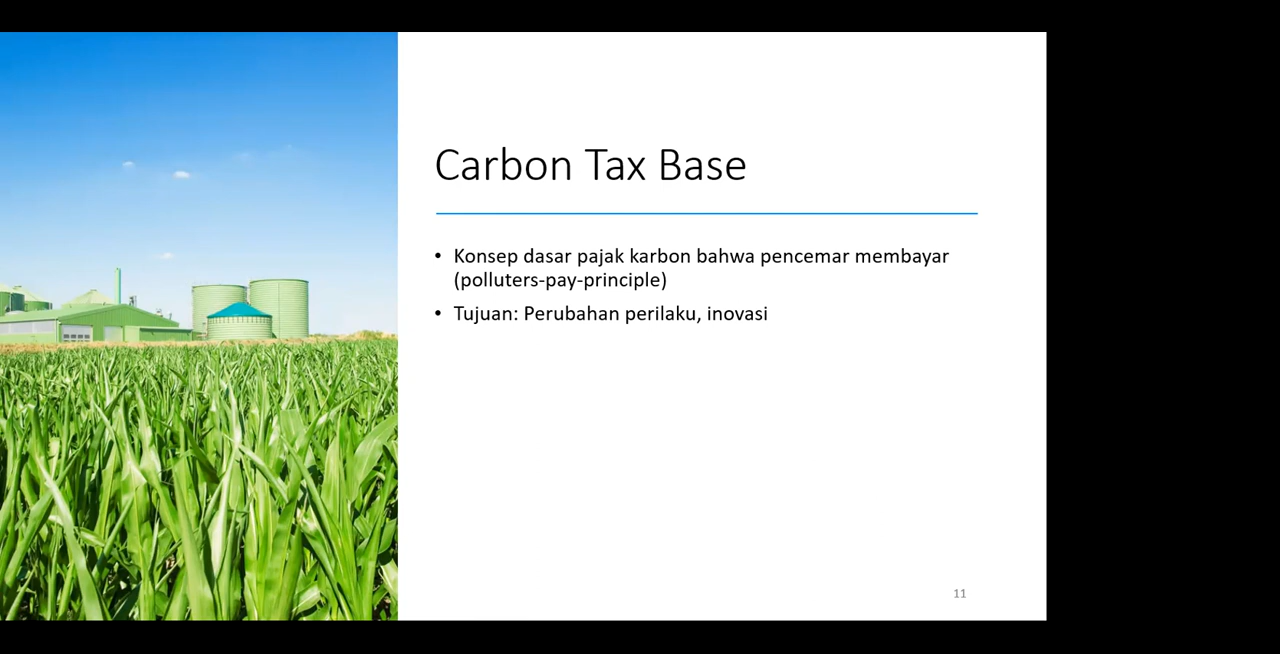 Carbon Tax Base
• Konsep dasar pajak karbon bahwa pencemar membayar
(polluters-pay-principle)
• Tujuan: Perubahan perilaku, inovasi
11